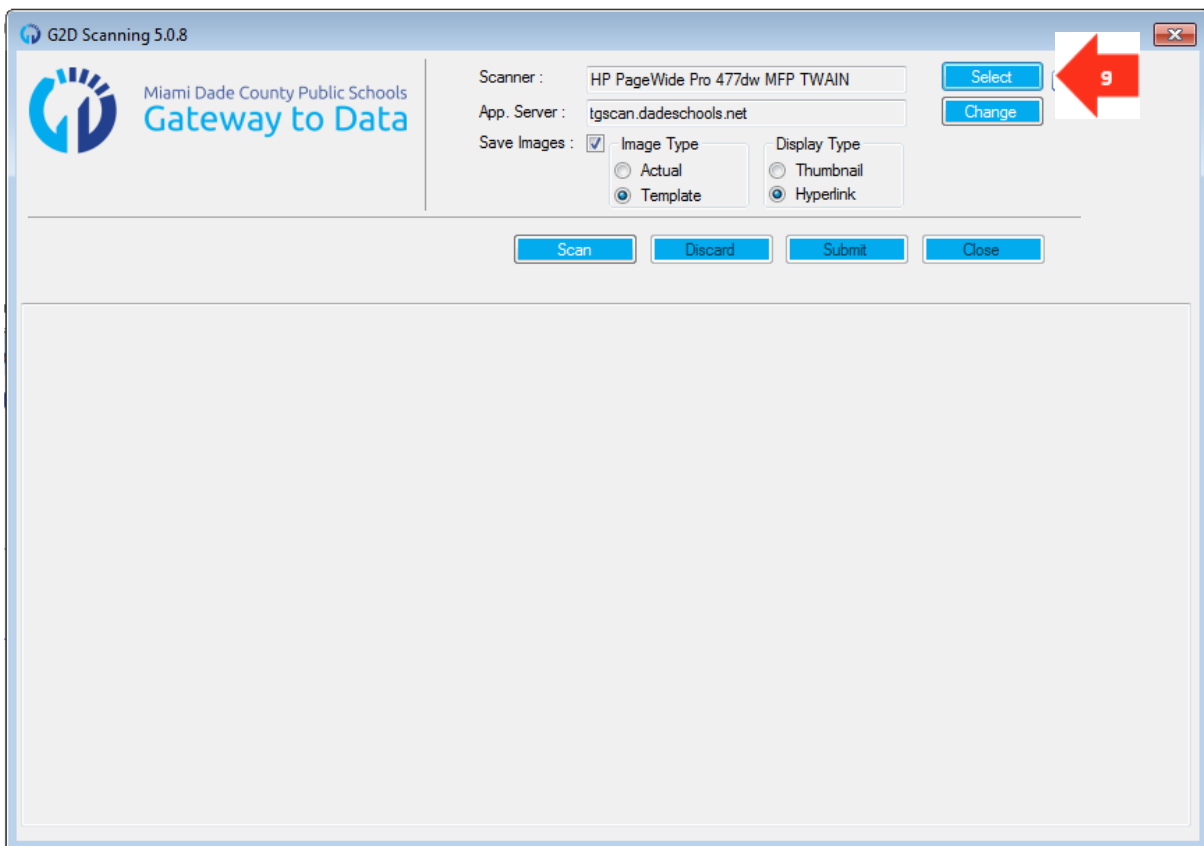 G2D Scanning 5.0.8
Miami Dade County Public Schools
Gateway to Data
Scanner : HP PageWide Pro 477dw MFP TWAIN Select 9
App. Server : tgscan.dadeschools.net Change
Save Images : Image Type Display Type
Actual Thumbnail
Template Hyperlink
Scan Discard Submit Close